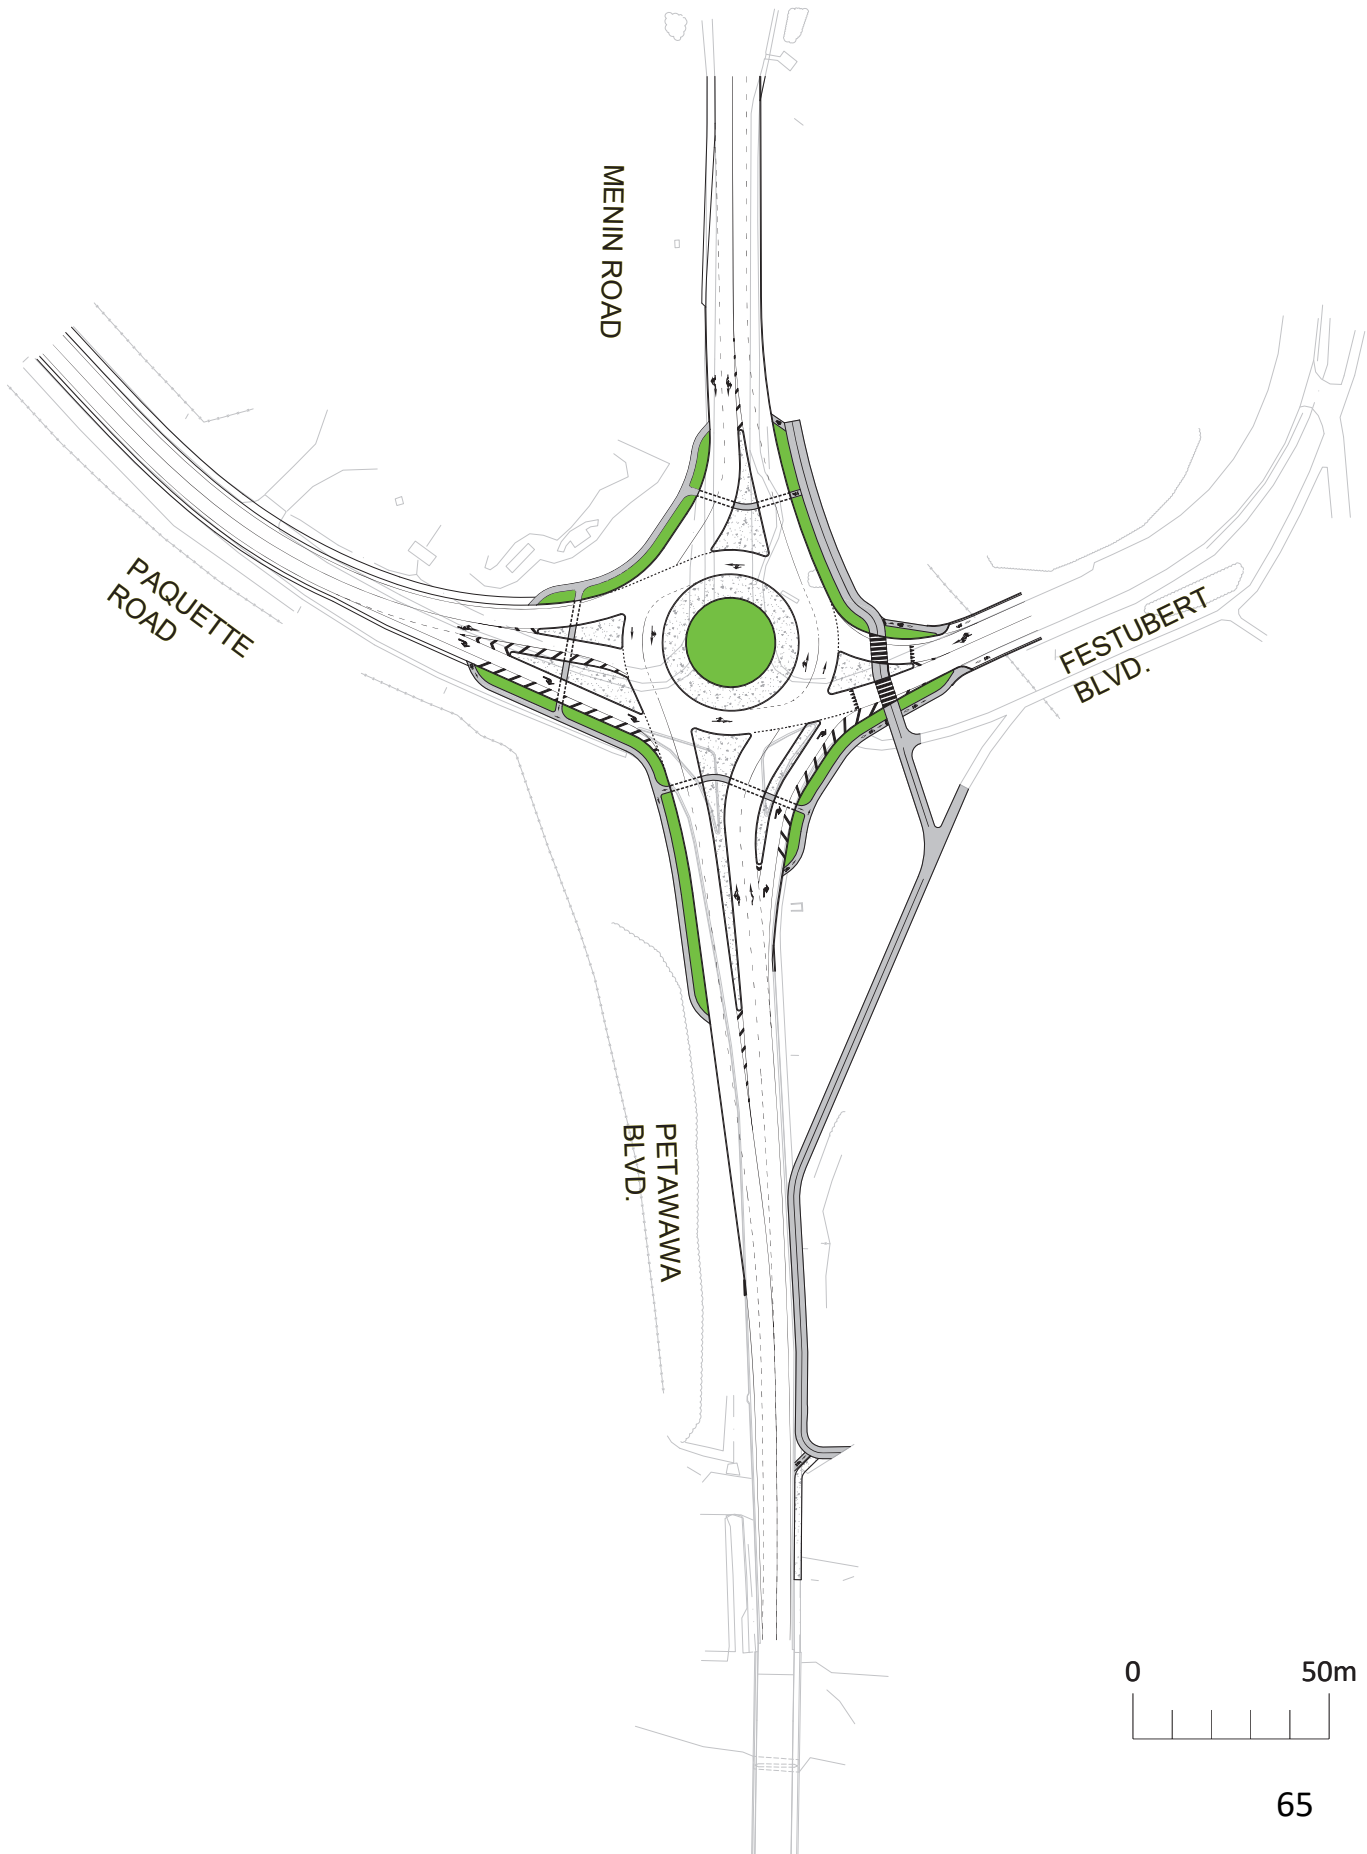 MENIN ROAD
PAQUETTE
ROAD
FESTUBERT
BLVD.
PETAWAWA
BLVD.
0 50m
65